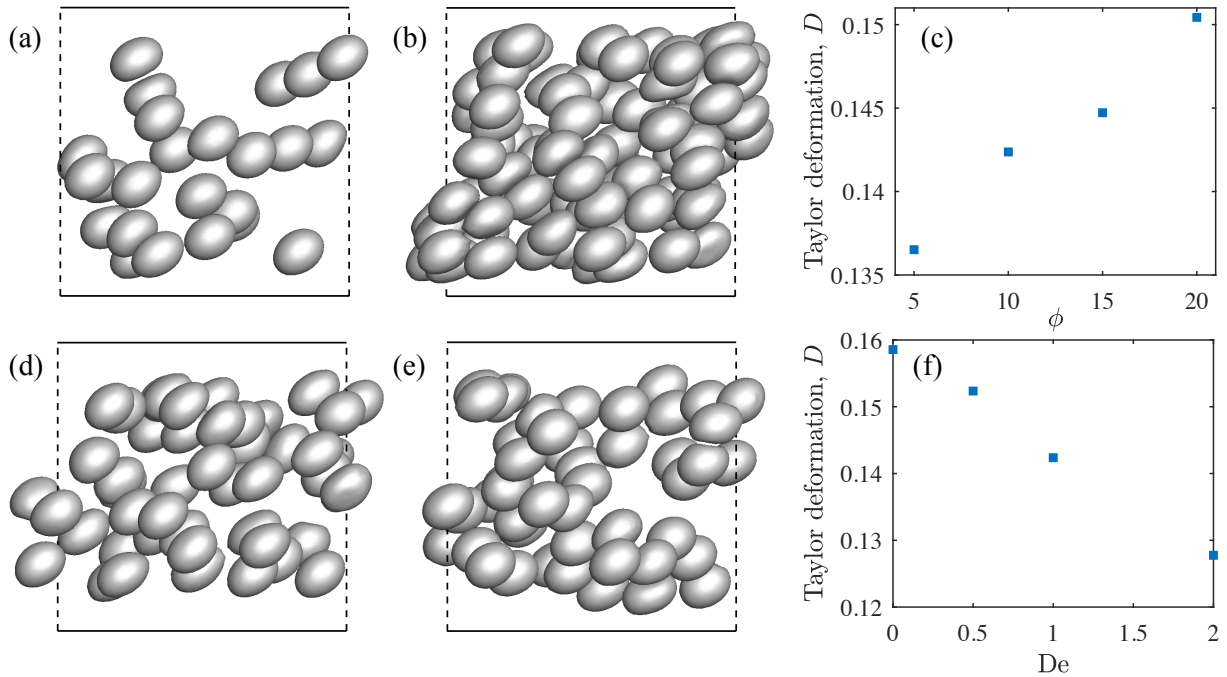 (a)
(b)
(c)
Taylor deformation, D
0.151
0.145
0.14
0.135
5
10
15
20
ϕ
(d)
(e)
(f)
Taylor deformation, D
0.16
0.15
0.14
0.13
0.12
0
0.5
1
1.5
2
De